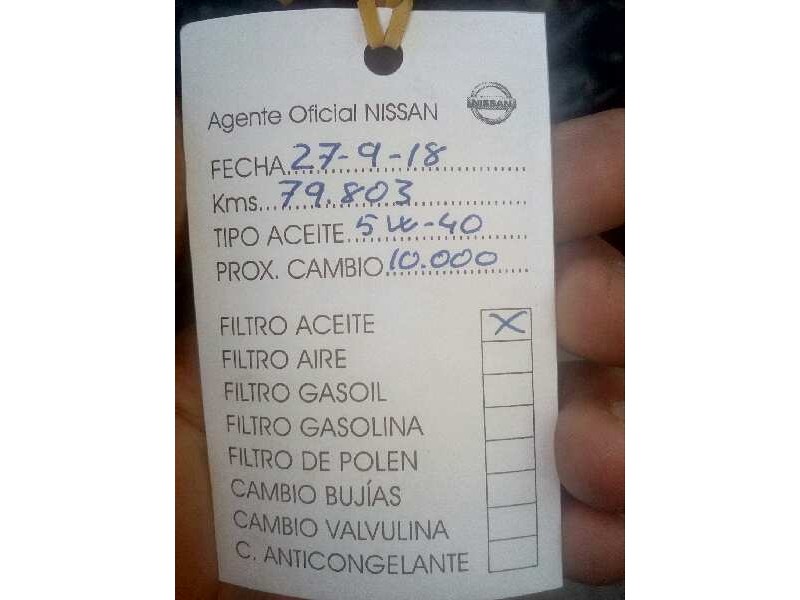 Agente Oficial NISSAN
NISSAN
FECHA 27-9-18
Kms... 79.803
TIPO ACEITE 5W-40
PROX. CAMBIO 10.000
FILTRO ACEITE X
FILTRO AIRE
FILTRO GASOIL
FILTRO GASOLINA
FILTRO DE POLEN
CAMBIO BUJÍAS
CAMBIO VALVULINA
C. ANTICONGELANTE